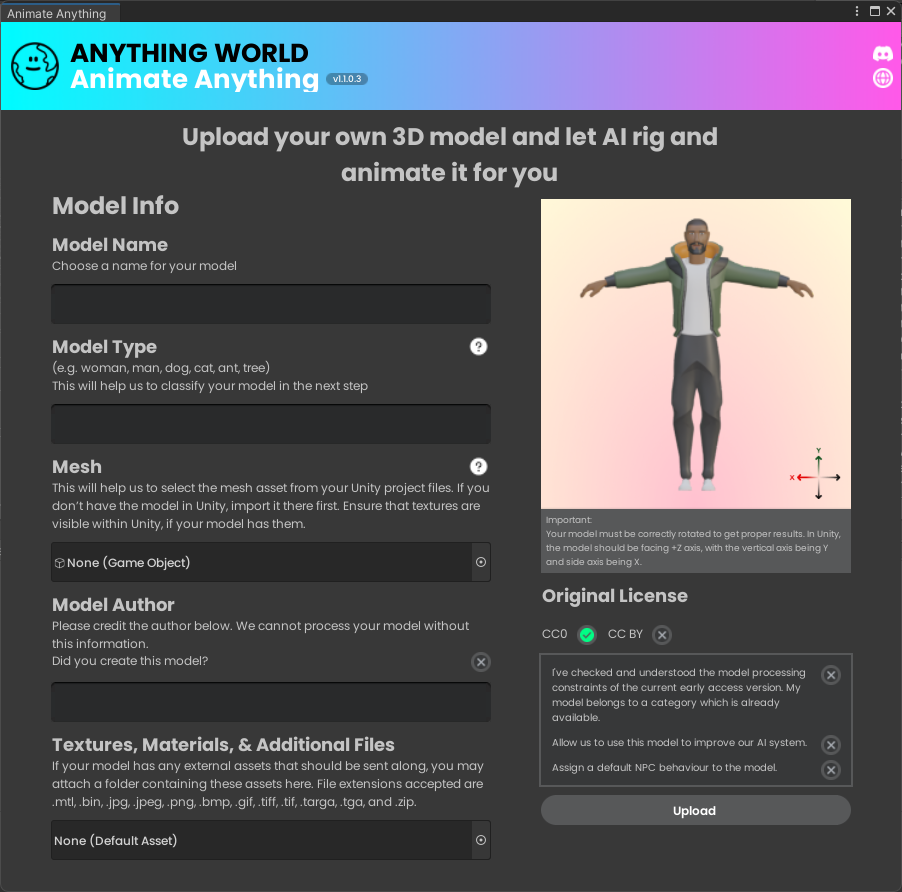 Animate Anything
ANYTHING WORLD
Animate Anything v1.1.0.3
Upload your own 3D model and let AI rig and
animate it for you
Model Info
Model Name
Choose a name for your model
Model Type
?
(e.g. woman, man, dog, cat, ant, tree)
This will help us to classify your model in the next step
Mesh
?
This will help us to select the mesh asset from your Unity project files. If you
don't have the model in Unity, import it there first. Ensure that textures are
visible within Unity, if your model has them.
None (Game Object)
Model Author
Please credit the author below. We cannot process your model without
this information.
Did you create this model?
Textures, Materials, & Additional Files
If your model has any external assets that should be sent along, you may
attach a folder containing these assets here. File extensions accepted are
.mtl, .bin, .jpg, .jpeg, .png, .bmp, .gif, .tiff, .tif, .targa, .tga, and .zip.
None (Default Asset)
Y
X
Important:
Your model must be correctly rotated to get proper results. In Unity,
the model should be facing +Z axis, with the vertical axis being Y
and side axis being X.
Original License
CC0 CC BY
I've checked and understood the model processing
constraints of the current early access version. My
model belongs to a category which is already
available.
Allow us to use this model to improve our AI system.
Assign a default NPC behaviour to the model.
Upload